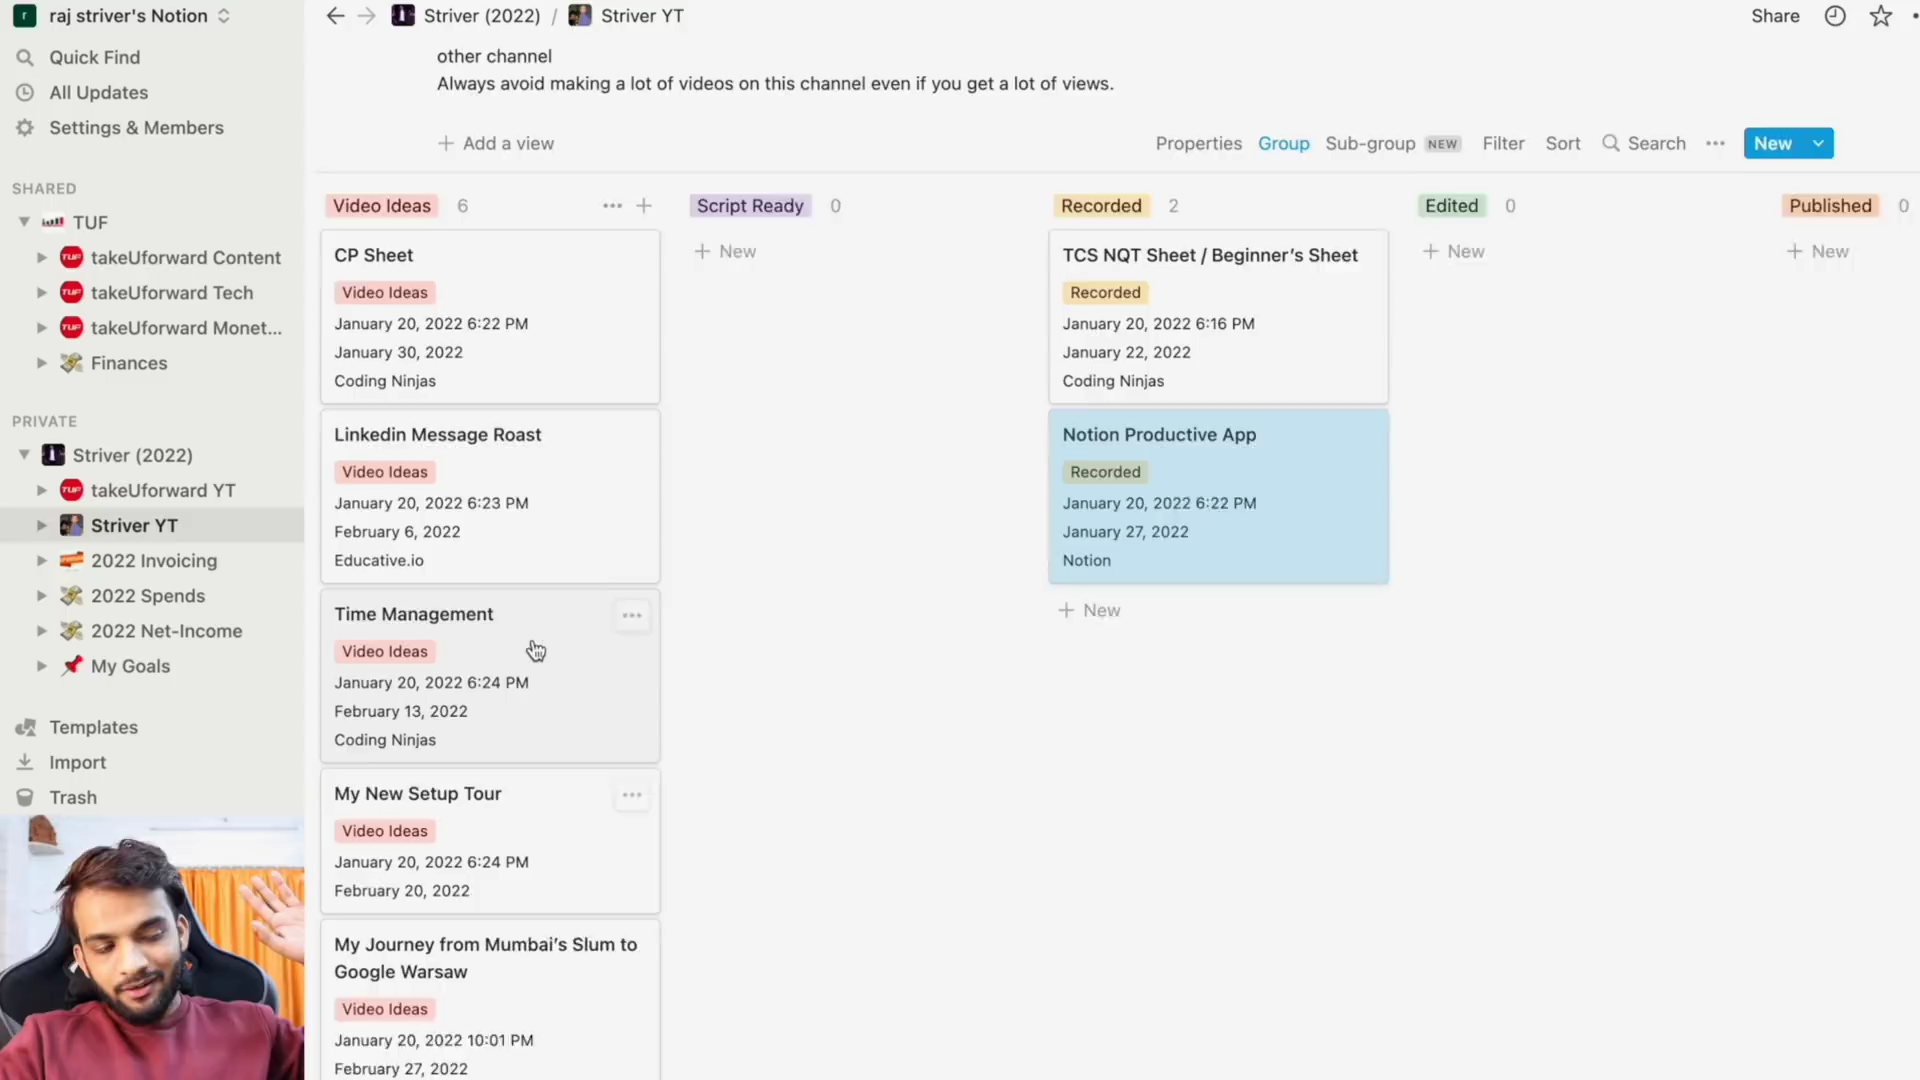 raj striver's Notion
Quick Find
All Updates
Settings & Members
SHARED
TUF
takeUforward Content
takeUforward Tech
takeUforward Monet...
Finances
PRIVATE
Striver (2022)
takeUforward YT
Striver YT
2022 Invoicing
2022 Spends
2022 Net-Income
My Goals
Templates
Import
Trash
Striver (2022) / Striver YT
Share
other channel
Always avoid making a lot of videos on this channel even if you get a lot of views.
+ Add a view
Properties Group Sub-group NEW Filter Sort Search ... New
Video Ideas 6
CP Sheet
Video Ideas
January 20, 2022 6:22 PM
January 30, 2022
Coding Ninjas
Linkedin Message Roast
Video Ideas
January 20, 2022 6:23 PM
February 6, 2022
Educative.io
Time Management
Video Ideas
January 20, 2022 6:24 PM
February 13, 2022
Coding Ninjas
My New Setup Tour
Video Ideas
January 20, 2022 6:24 PM
February 20, 2022
My Journey from Mumbai's Slum to
Google Warsaw
Video Ideas
January 20, 2022 10:01 PM
February 27, 2022
Script Ready 0
+ New
Recorded 2
TCS NQT Sheet / Beginner's Sheet
Recorded
January 20, 2022 6:16 PM
January 22, 2022
Coding Ninjas
Notion Productive App
Recorded
January 20, 2022 6:22 PM
January 27, 2022
Notion
+ New
Edited 0
+ New
Published 0
+ New